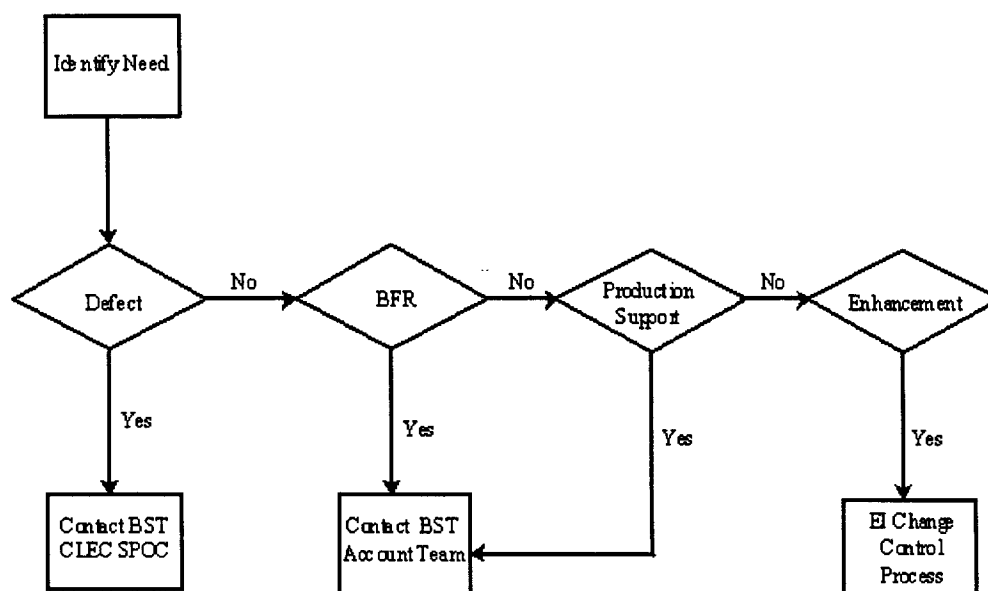 Identify Need
Defect
No
BFR
No
Production
Support
No
Enhancement
Yes
Yes
Yes
Yes
Contact BST
CLEC SPOC
Contact BST
Account Team
EI Change
Control
Process